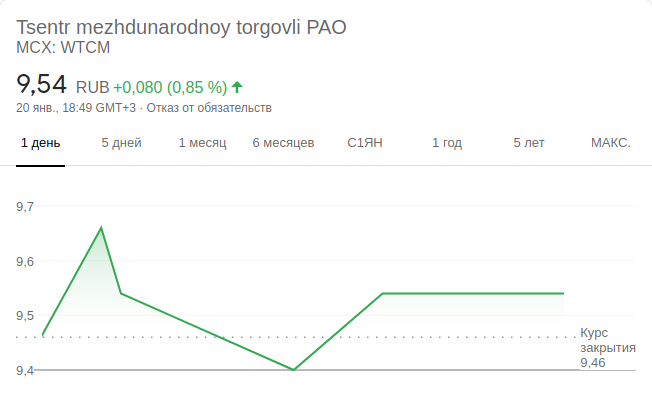 Tsentr mezhdunarodnoy torgovli PAO
MCX: WTCM
9,54 RUB +0,080 (0,85 %)
20 янв., 18:49 GMT+3 · Отказ от обязательств
1 день 5 дней 1 месяц 6 месяцев С1ЯН 1 год 5 лет МАКС.
9,7
9,6
9,5
Курс
закрытия
9,46
9,4